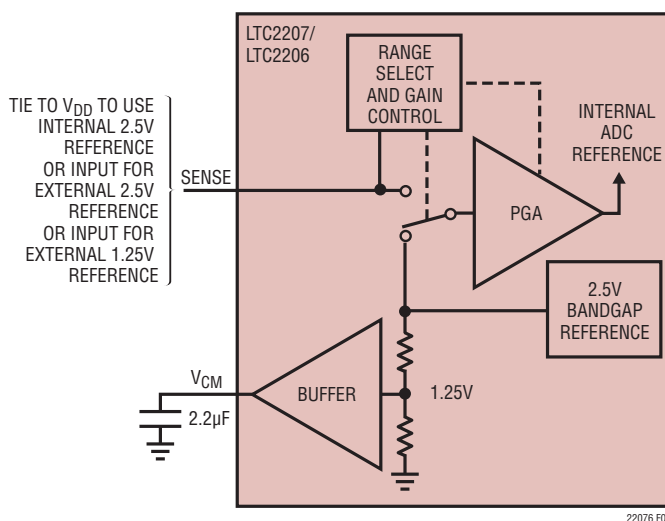 LTC2207/
LTC2206
RANGE
SELECT
AND GAIN
CONTROL
TIE TO VDD TO USE
INTERNAL 2.5V
REFERENCE
OR INPUT FOR
EXTERNAL 2.5V
REFERENCE
OR INPUT FOR
EXTERNAL 1.25V
REFERENCE
SENSE
INTERNAL
ADC
REFERENCE
PGA
2.5V
BANDGAP
REFERENCE
VCM
BUFFER
1.25V
2.2µF